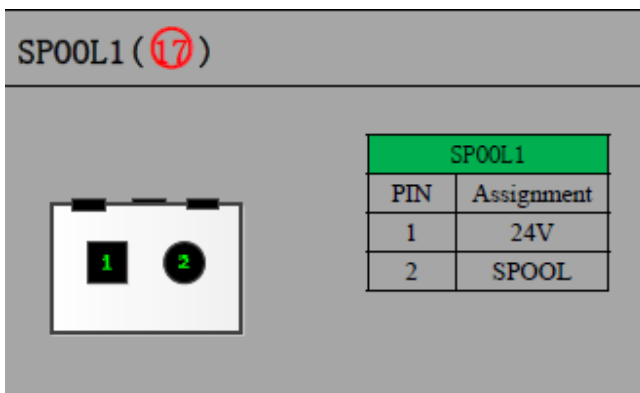 SPOOL1(17)
SPOOL1
PIN Assignment
1 24V
2 SPOOL
1 2